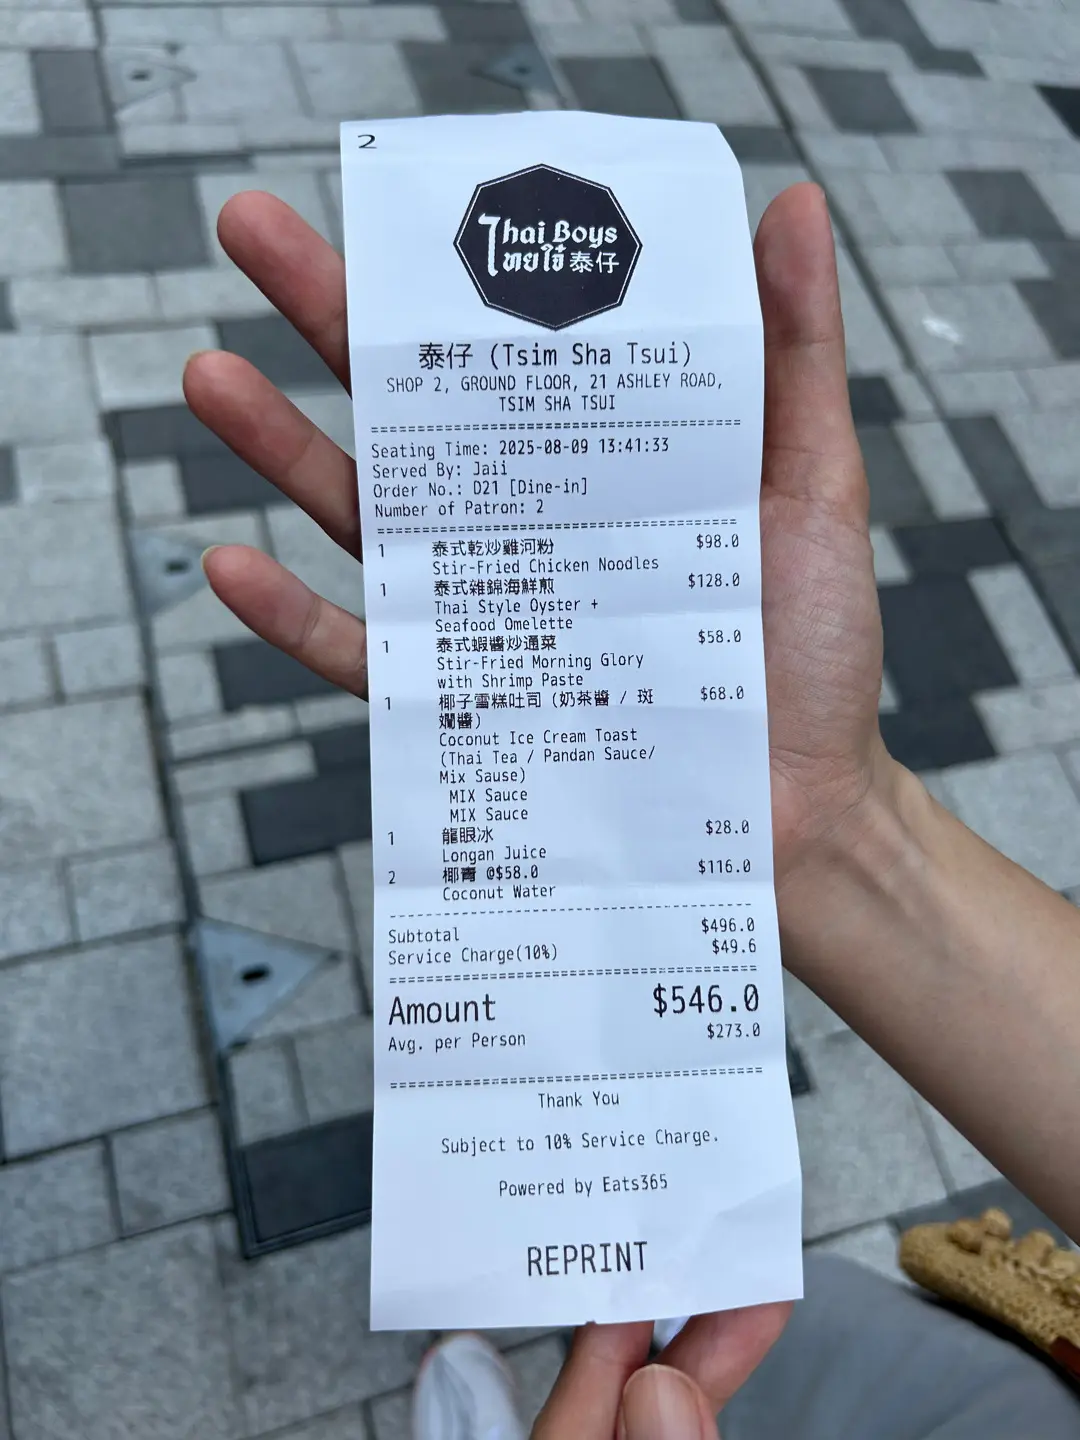 2
Thai Boys
ไทยใจ๋ 泰仔
泰仔 (Tsim Sha Tsui)
SHOP 2, GROUND FLOOR, 21 ASHLEY ROAD,
TSIM SHA TSUI
Seating Time: 2025-08-09 13:41:33
Served By: Jaii
Order No.: D21 [Dine-in]
Number of Patron: 2
1 泰式乾炒雞河粉 $98.0
Stir-Fried Chicken Noodles
1 泰式雜錦海鮮煎 $128.0
Thai Style Oyster +
Seafood Omelette
1 泰式蝦醬炒通菜 $58.0
Stir-Fried Morning Glory
with Shrimp Paste
1 椰子雪糕吐司 (奶茶醬 / 斑 $68.0
斕醬)
Coconut Ice Cream Toast
(Thai Tea / Pandan Sauce/
Mix Sause)
MIX Sauce
MIX Sauce
1 龍眼冰 $28.0
Longan Juice
2 椰青 @$58.0 $116.0
Coconut Water
Subtotal $496.0
Service Charge(10%) $49.6
Amount $546.0
Avg. per Person $273.0
Thank You
Subject to 10% Service Charge.
Powered by Eats365
REPRINT